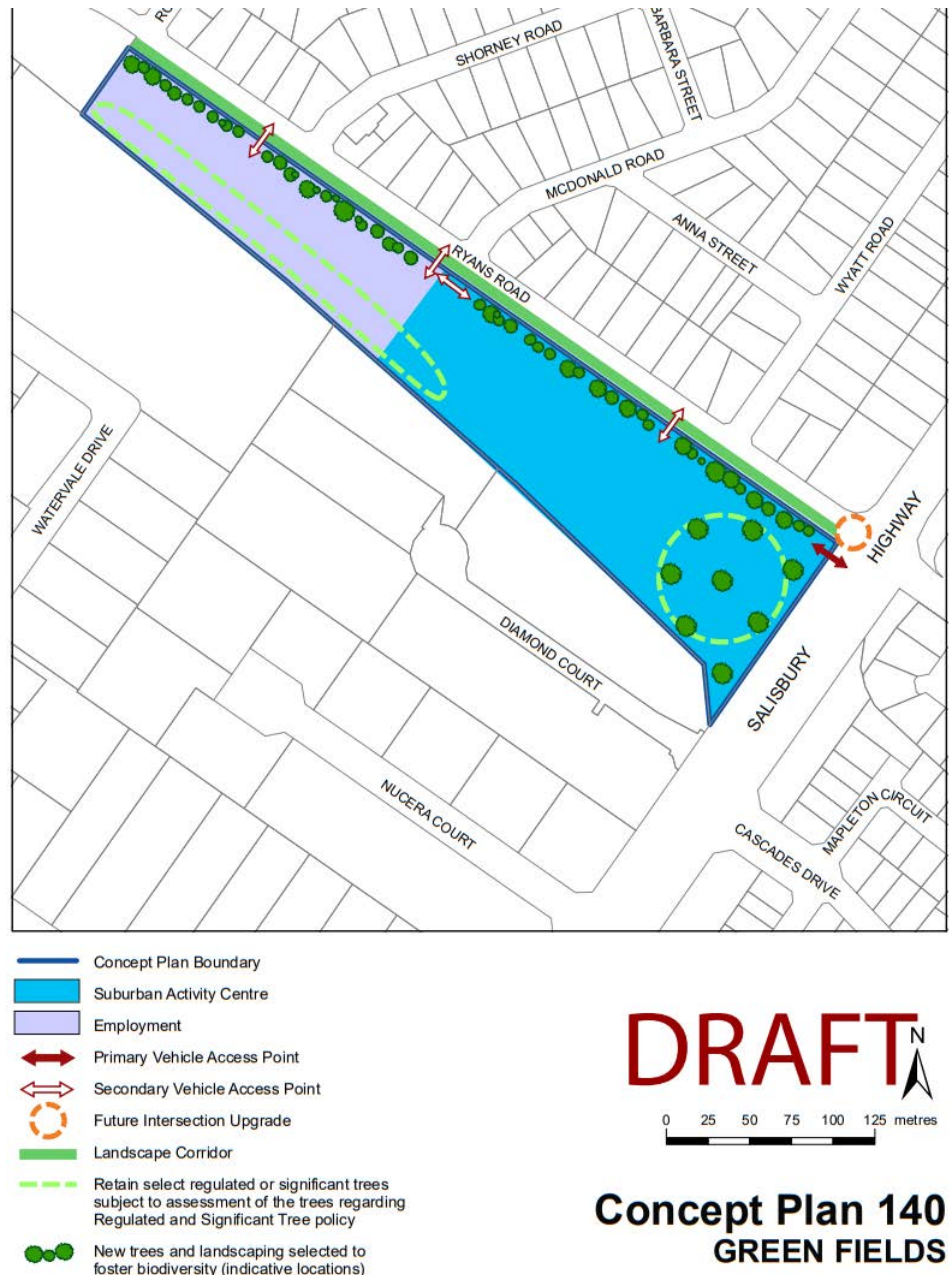 RO
SHORNEY ROAD
BARBARA STREET
MCDONALD ROAD
ANNA STREET
WYATT ROAD
RYANS ROAD
WATERVALE DRIVE
HIGHWAY
DIAMOND COURT
SALISBURY
NUCERA COURT
MAPLETON CIRCUIT
CASCADES DRIVE
Concept Plan Boundary
Suburban Activity Centre
Employment
Primary Vehicle Access Point
Secondary Vehicle Access Point
Future Intersection Upgrade
Landscape Corridor
Retain select regulated or significant trees
subject to assessment of the trees regarding
Regulated and Significant Tree policy
New trees and landscaping selected to
foster biodiversity (indicative locations)
DRAFT
N
0 25 50 75 100 125 metres
Concept Plan 140
GREEN FIELDS